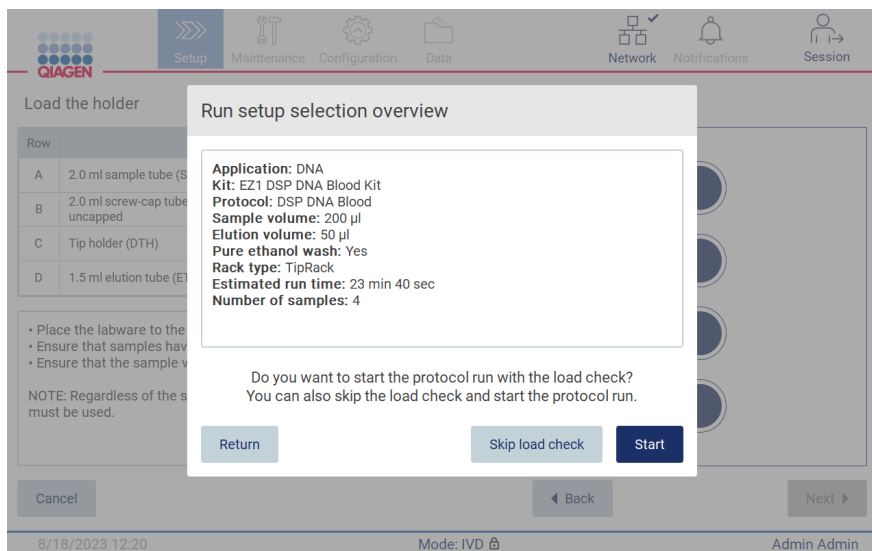 QIAGEN
Setup
Maintenance
Configuration
Data
Network
Notifications
Session
Load the holder
Row
A 2.0 ml sample tube (S
B 2.0 ml screw-cap tube
uncapped
C Tip holder (DTH)
D 1.5 ml elution tube (ET
• Place the labware to the
• Ensure that samples hav
• Ensure that the sample v
NOTE: Regardless of the s
must be used.
Run setup selection overview
Application: DNA
Kit: EZ1 DSP DNA Blood Kit
Protocol: DSP DNA Blood
Sample volume: 200 µl
Elution volume: 50 µl
Pure ethanol wash: Yes
Rack type: TipRack
Estimated run time: 23 min 40 sec
Number of samples: 4
Do you want to start the protocol run with the load check?
You can also skip the load check and start the protocol run.
Return
Skip load check
Start
Cancel
Back
Next
8/18/2023 12:20
Mode: IVD
Admin Admin